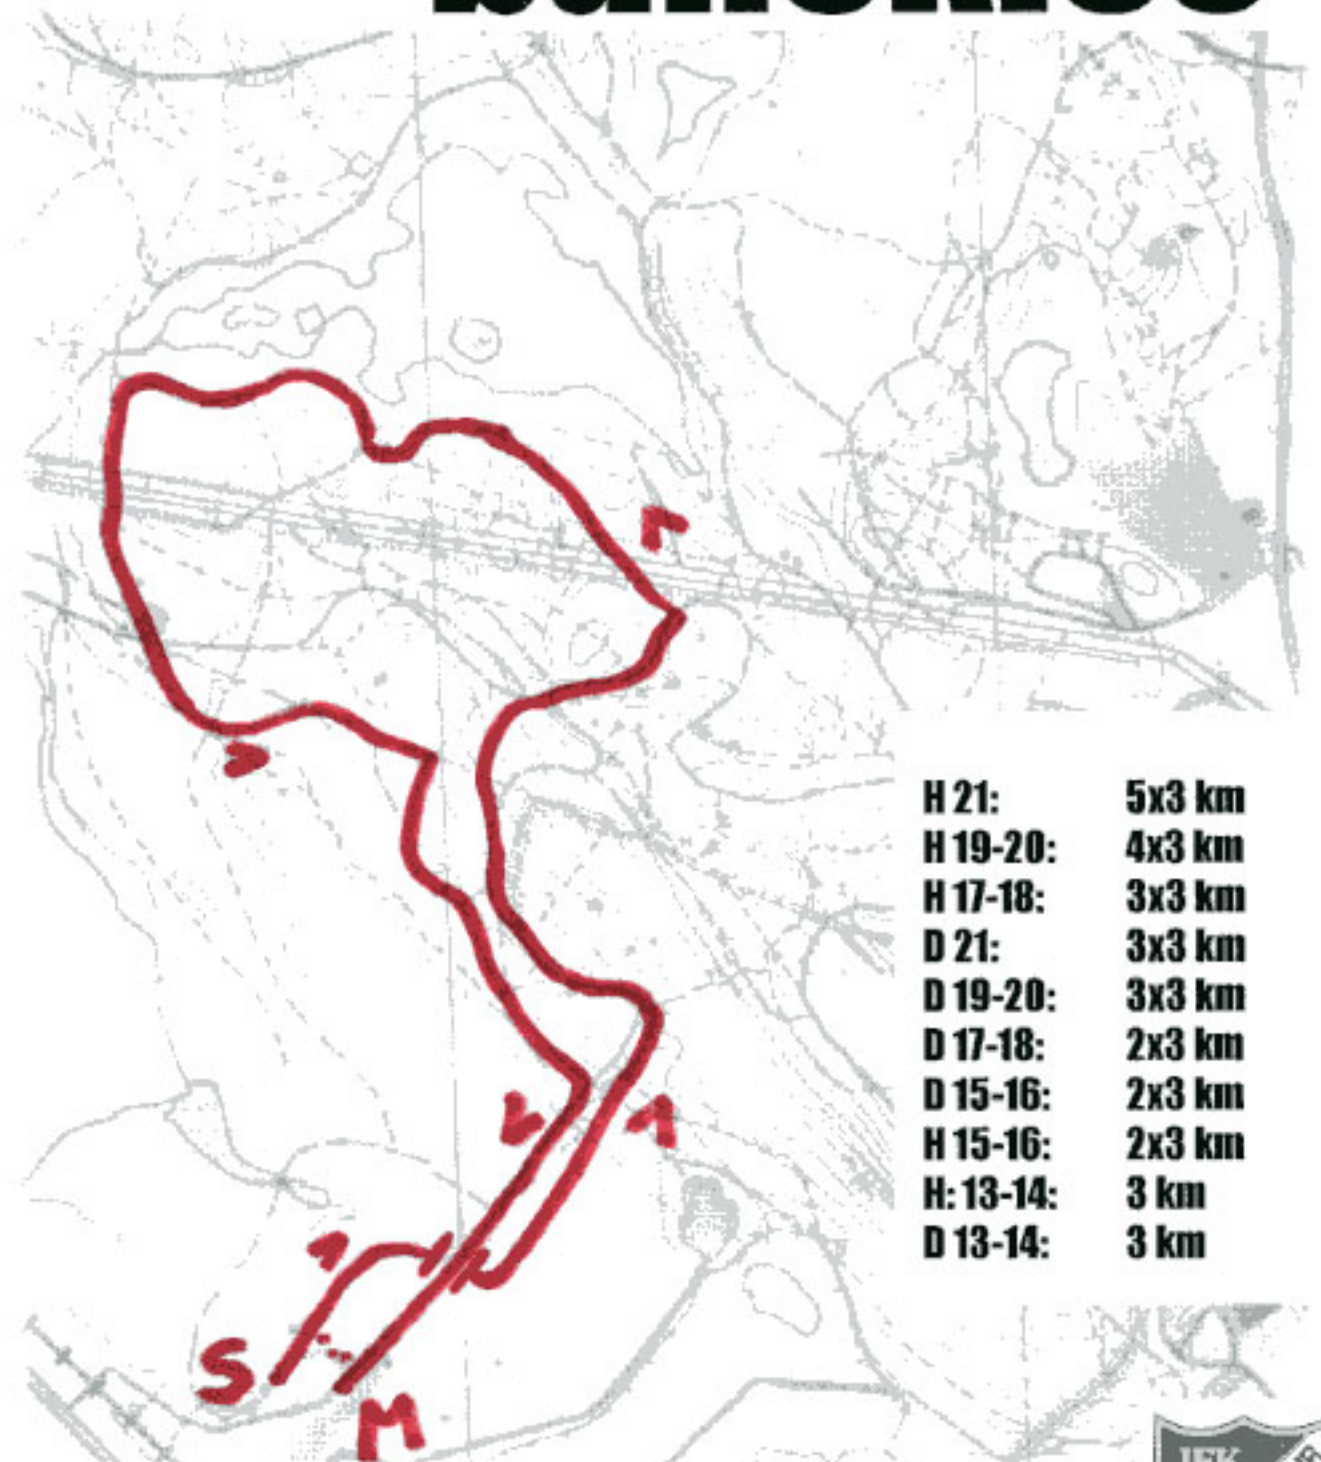 S
M
H 21: 5x3 km
H 19-20: 4x3 km
H 17-18: 3x3 km
D 21: 3x3 km
D 19-20: 3x3 km
D 17-18: 2x3 km
D 15-16: 2x3 km
H 15-16: 2x3 km
H: 13-14: 3 km
D 13-14: 3 km
IFK